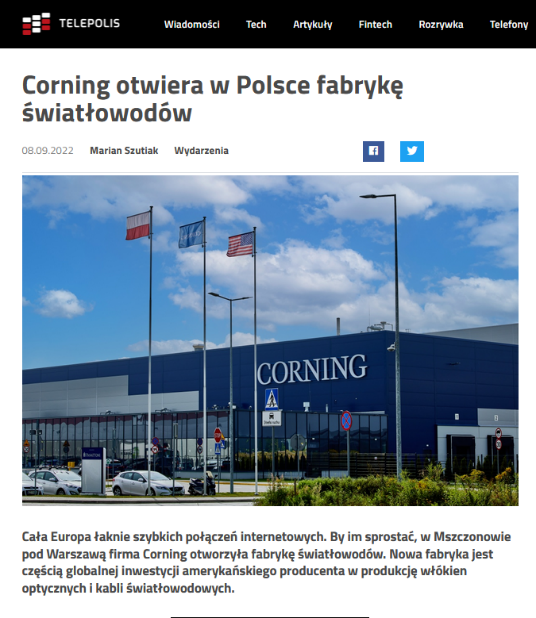 TELEPOLIS
Wiadomości Tech Artykuły Fintech Rozrywka Telefony
Corning otwiera w Polsce fabrykę
światłowodów
08.09.2022 Marian Szutiak Wydarzenia
CORNING
Cała Europa łaknie szybkich połączeń internetowych. By im sprostać, w Mszczonowie
pod Warszawą firma Corning otworzyła fabrykę światłowodów. Nowa fabryka jest
częścią globalnej inwestycji amerykańskiego producenta w produkcję włókien
optycznych i kabli światłowodowych.